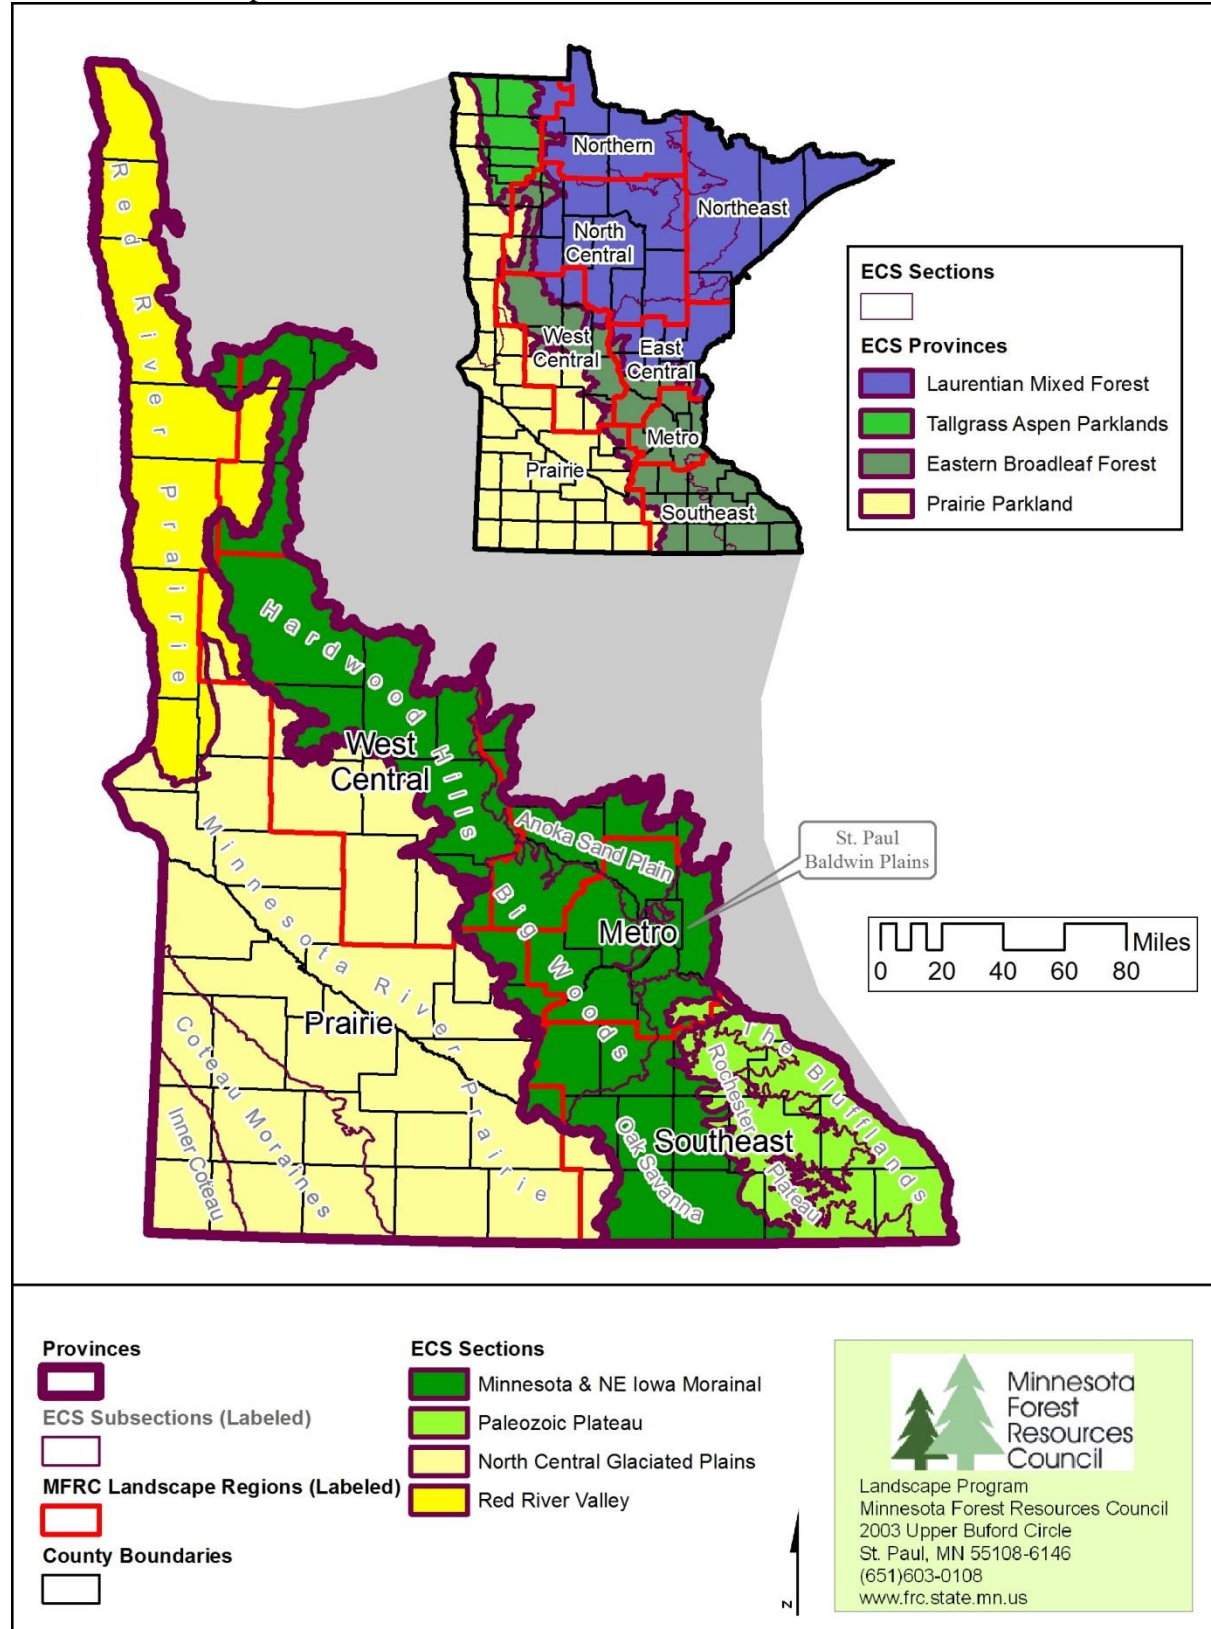 Northern
Northeast
North
Central
West
Central
East
Central
Metro
Prairie
Southeast
ECS Sections
ECS Provinces
Laurentian Mixed Forest
Tallgrass Aspen Parklands
Eastern Broadleaf Forest
Prairie Parkland
Red River Prairie
Hardwood Hills
West
Central
Anoka Sand Plain
St. Paul
Baldwin Plains
Big Woods
Metro
Minnesota River Prairie
Prairie
Coteau Moraines
Inner Coteau
The Blufflands
Rochester Plateau
Southeast
Oak Savanna
Miles
0 20 40 60 80
Provinces
ECS Subsections (Labeled)
MFRC Landscape Regions (Labeled)
County Boundaries
ECS Sections
Minnesota & NE Iowa Morainal
Paleozoic Plateau
North Central Glaciated Plains
Red River Valley
N
Minnesota
Forest
Resources
Council
Landscape Program
Minnesota Forest Resources Council
2003 Upper Buford Circle
St. Paul, MN 55108-6146
(651)603-0108
www.frc.state.mn.us